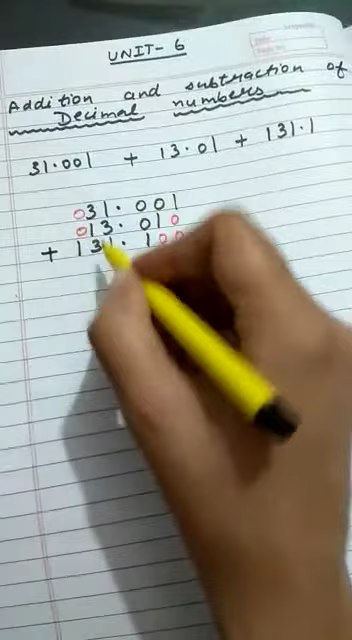 UNIT-6
Addition and subtraction of
Decimal numbers
31.001 + 13.01 + 131.1
031.001
013.010
+ 131.100